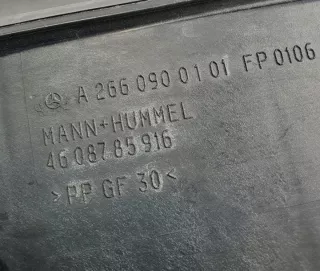 A 266 090 01 01 FP 0106
MANN+HUMMEL
46 087 85 916
>PP GF 30<